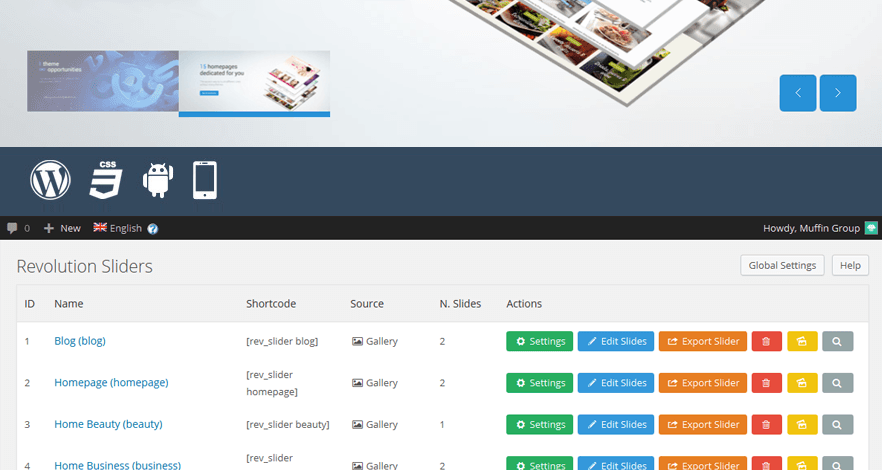 theme
opportunities
15 homepages
dedicated for you
CSS
0 New English ? Howdy, Muffin Group
Revolution Sliders Global Settings Help
ID Name Shortcode Source N. Slides Actions
1 Blog (blog) [rev_slider blog] Gallery 2 Settings Edit Slides Export Slider
2 Homepage (homepage) [rev_slider homepage] Gallery 2 Settings Edit Slides Export Slider
3 Home Beauty (beauty) [rev_slider beauty] Gallery 1 Settings Edit Slides Export Slider
4 Home Business (business) [rev_slider Gallery 2 Settings Edit Slides Export Slider